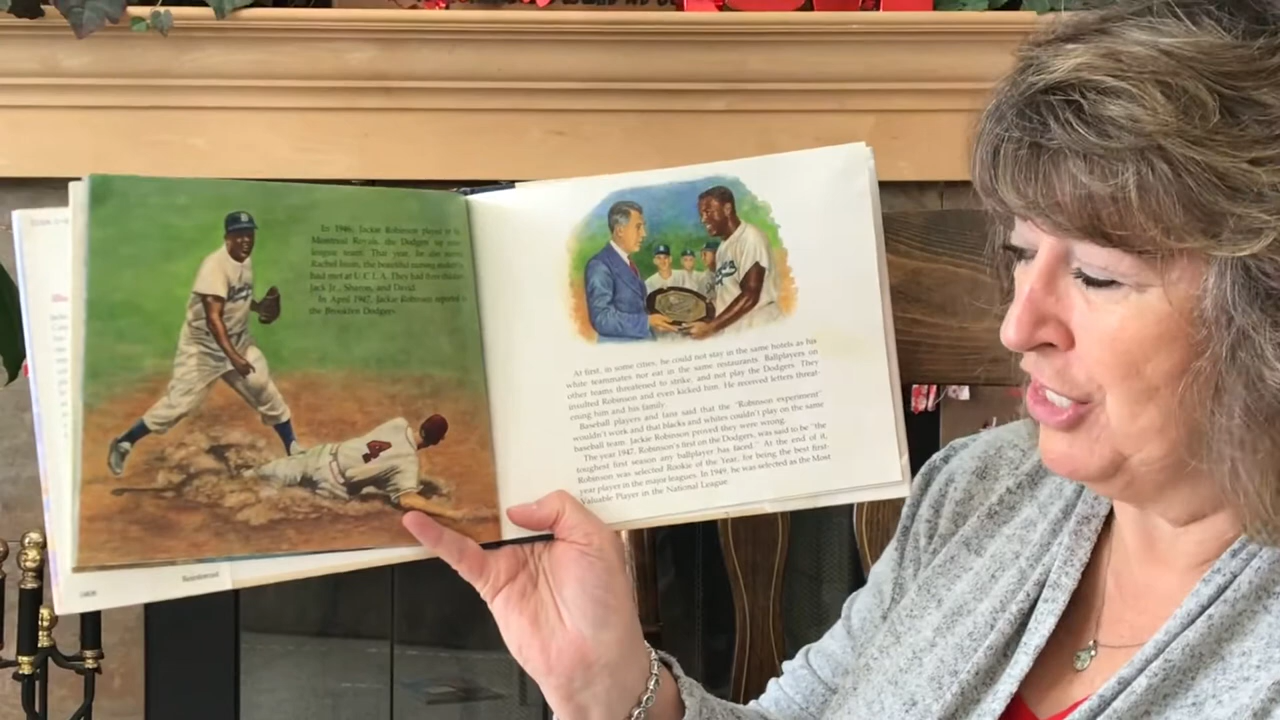 In 1946, Jackie Robinson played
Montreal Royals, the Dodgers'
league team. That year, he also
Rachel Isum, the beautiful nursing
had met at U.C.L.A. They had three
Jack Jr., Sharon, and David.
In April 1947, Jackie Robinson reported
the Brooklyn Dodgers.
4
At first, in some cities, he could not stay in the same hotels as his
white teammates nor eat in the same restaurants. Ballplayers on
other teams threatened to strike, and not play the Dodgers. They
insulted Robinson and even kicked him. He received letters threat-
ening him and his family.
Baseball players and fans said that the "Robinson experiment"
wouldn't work and that blacks and whites couldn't play on the same
baseball team. Jackie Robinson proved they were wrong.
The year 1947, Robinson's first on the Dodgers, was said to be "the
toughest first season any ballplayer has faced." At the end of it,
Robinson was selected Rookie of the Year, for being the best first-
year player in the major leagues. In 1949, he was selected as the Most
Valuable Player in the National League.